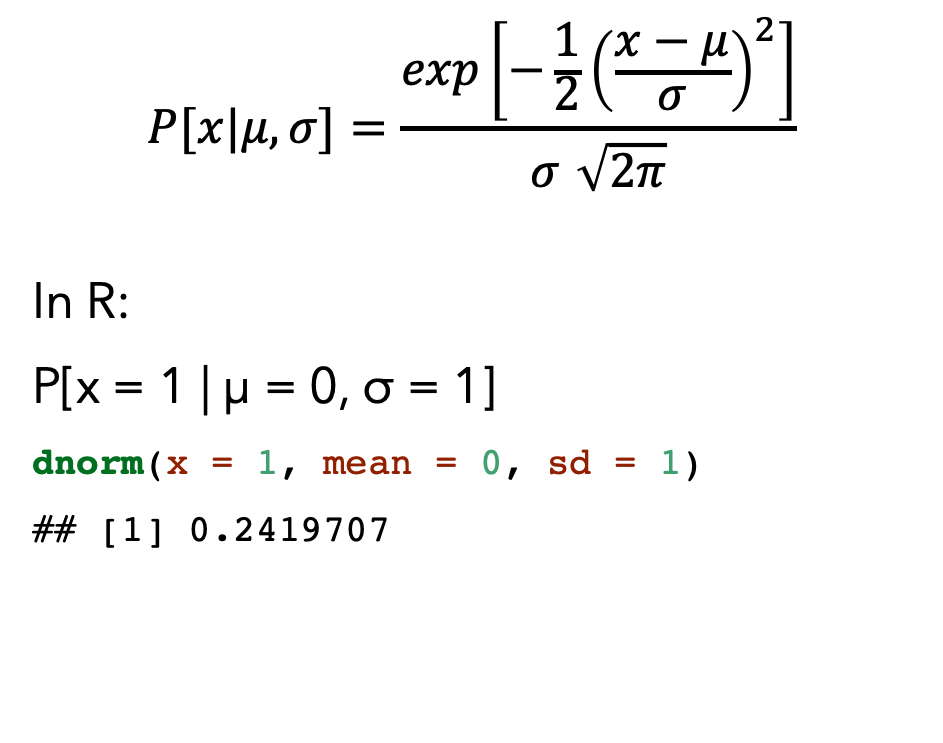 P[x|μ, σ] = exp[−1/2((x − μ)/σ)²] / σ √2π
In R:
P[x = 1 | μ = 0, σ = 1]
dnorm(x = 1, mean = 0, sd = 1)
## [1] 0.2419707